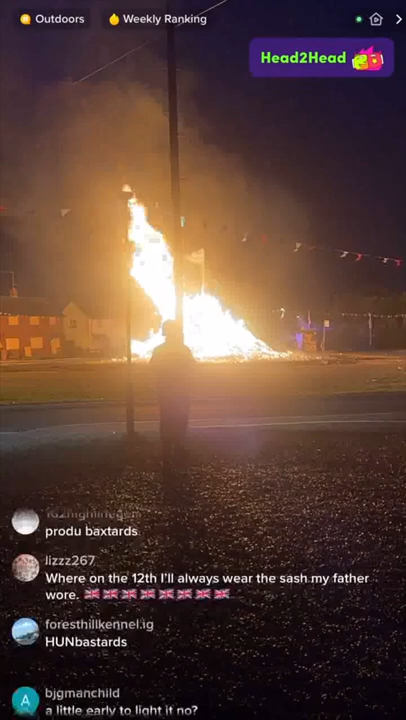 Outdoors
Weekly Ranking
Head2Head
produ baxtards
lizzz267
Where on the 12th I'll always wear the sash my father
wore. 🇬🇧🇬🇧🇬🇧🇬🇧🇬🇧🇬🇧🇬🇧🇬🇧
foresthillkennel.ig
HUNbastards
A
bjgmanchild
a little early to light it no?